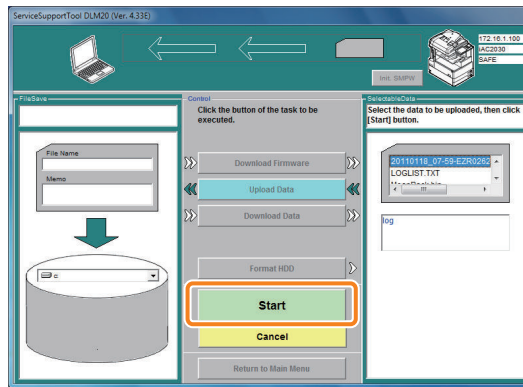 ServiceSupportTool DLM20 (Ver. 4.33E)
172.16.1.100
iAC2030
SAFE
Init. SMPW
FileSave
File Name
Memo
c
Control
Click the button of the task to be
executed.
Download Firmware
Upload Data
Download Data
Format HDD
Start
Cancel
Return to Main Menu
SelectableData
Select the data to be uploaded, then click
[Start] button.
20110118_07-59-EZR0262
LOGLIST.TXT
log